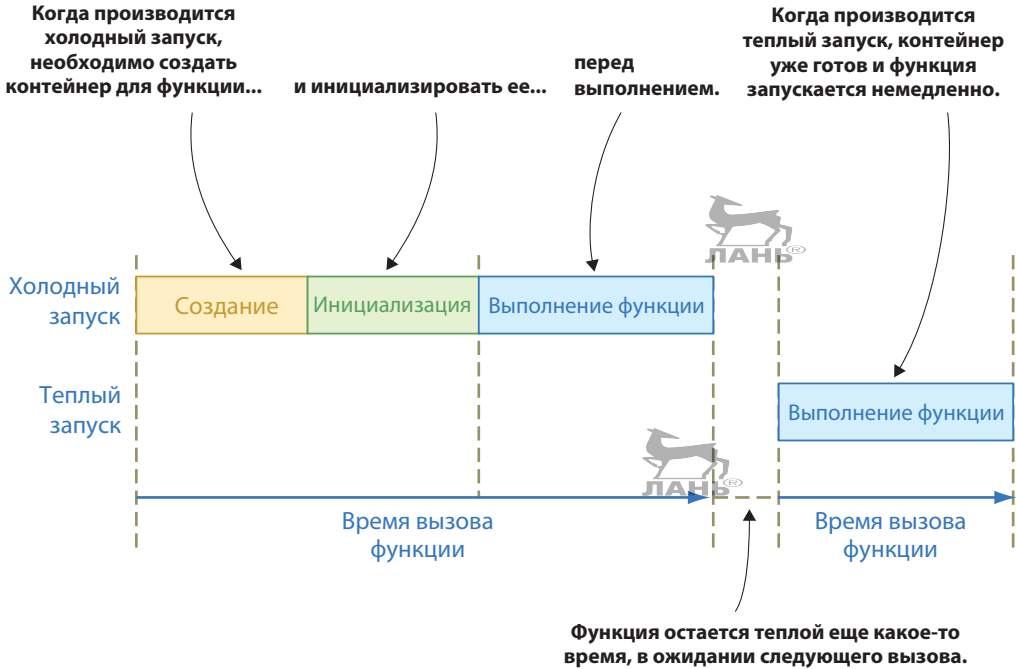 Когда производится
холодный запуск,
необходимо создать
контейнер для функции...
и инициализировать ее...
перед
выполнением.
Когда производится
теплый запуск, контейнер
уже готов и функция
запускается немедленно.
ЛАНЬ®
Холодный
запуск
Создание
Инициализация
Выполнение функции
Теплый
запуск
Выполнение функции
ЛАНЬ®
Время вызова
функции
Время вызова
функции
Функция остается теплой еще какое-то
время, в ожидании следующего вызова.